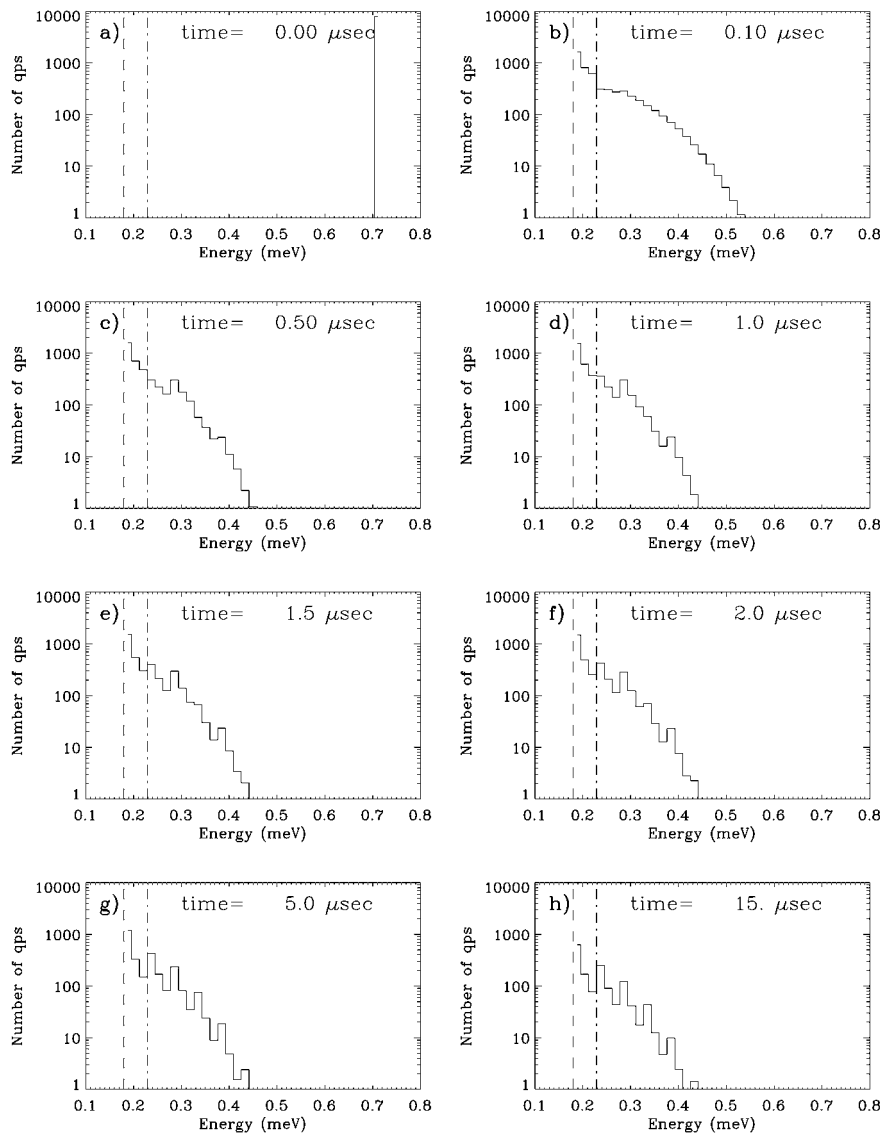 a) time= 0.00 μsec
10000
1000
100
10
1
Number of qps
0.1 0.2 0.3 0.4 0.5 0.6 0.7 0.8
Energy (meV)
b) time= 0.10 μsec
10000
1000
100
10
1
Number of qps
0.1 0.2 0.3 0.4 0.5 0.6 0.7 0.8
Energy (meV)
c) time= 0.50 μsec
10000
1000
100
10
1
Number of qps
0.1 0.2 0.3 0.4 0.5 0.6 0.7 0.8
Energy (meV)
d) time= 1.0 μsec
10000
1000
100
10
1
Number of qps
0.1 0.2 0.3 0.4 0.5 0.6 0.7 0.8
Energy (meV)
e) time= 1.5 μsec
10000
1000
100
10
1
Number of qps
0.1 0.2 0.3 0.4 0.5 0.6 0.7 0.8
Energy (meV)
f) time= 2.0 μsec
10000
1000
100
10
1
Number of qps
0.1 0.2 0.3 0.4 0.5 0.6 0.7 0.8
Energy (meV)
g) time= 5.0 μsec
10000
1000
100
10
1
Number of qps
0.1 0.2 0.3 0.4 0.5 0.6 0.7 0.8
Energy (meV)
h) time= 15. μsec
10000
1000
100
10
1
Number of qps
0.1 0.2 0.3 0.4 0.5 0.6 0.7 0.8
Energy (meV)